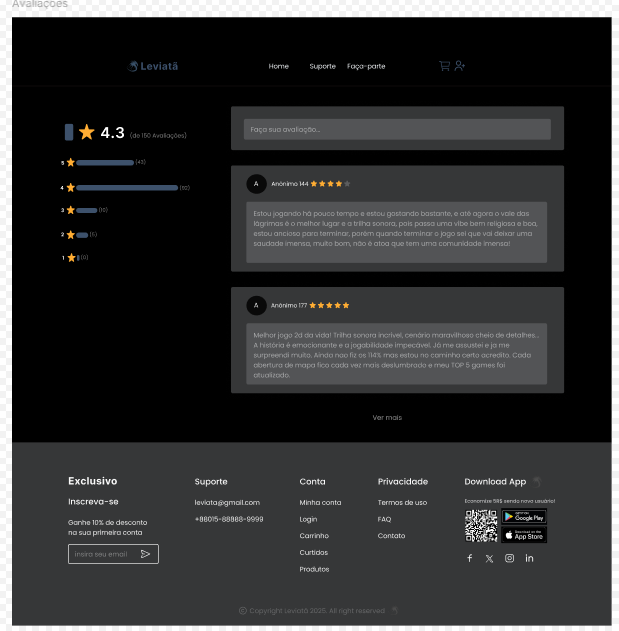 Avaliações
Leviatã
Home Suporte Faça-parte
4.3 (de 150 Avaliações)
5 (43)
4 (92)
3 (10)
2 (5)
1 (0)
Faça sua avaliação...
A Anônimo 144
Estou jogando há pouco tempo e estou gostando bastante, e até agora o vale das
lágrimas é o melhor lugar e a trilha sonora, pois passa uma vibe bem religiosa e boa,
estou ancioso para terminar, porém quando terminar o jogo sei que vai deixar uma
saudade imensa, muito bom, não é atoa que tem uma comunidade imensa!
A Anônimo 177
Melhor jogo 2d da vida! Trilha sonora incrível, cenário maravilhoso cheio de detalhes...
A história é emocionante e a jogabilidade impecável. Já me assustei e ja me
surpreendi muito. Ainda nao fiz os 114% mas estou no caminho certo acredito. Cada
abertura de mapa fico cada vez mais deslumbrado e meu TOP 5 games foi
atualizado.
Ver mais
Exclusivo
Inscreva-se
Ganhe 10% de desconto
na sua primeira conta
insira seu email
Suporte
leviata@gmail.com
+86015-88888-9999
Conta
Minha conta
Login
Carrinho
Curtidos
Produtos
Privacidade
Termos de uso
FAQ
Contato
Download App
Economize 5R$ sendo novo usuário!
GET IT ON
Google Play
Download on the
App Store
© Copyright Leviatã 2025. All right reserved.